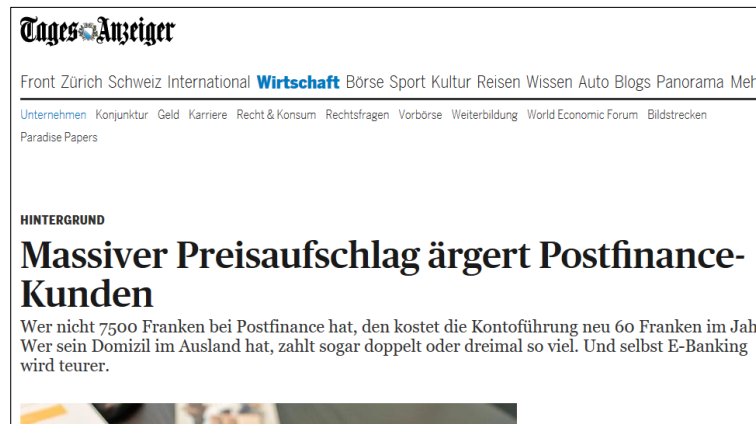 Tages Anzeiger
Front Zürich Schweiz International Wirtschaft Börse Sport Kultur Reisen Wissen Auto Blogs Panorama Meh
Unternehmen Konjunktur Geld Karriere Recht & Konsum Rechtsfragen Vorbörse Weiterbildung World Economic Forum Bildstrecken
Paradise Papers
HINTERGRUND
Massiver Preisaufschlag ärgert Postfinance-
Kunden
Wer nicht 7500 Franken bei Postfinance hat, den kostet die Kontoführung neu 60 Franken im Jah
Wer sein Domizil im Ausland hat, zahlt sogar doppelt oder dreimal so viel. Und selbst E-Banking
wird teurer.